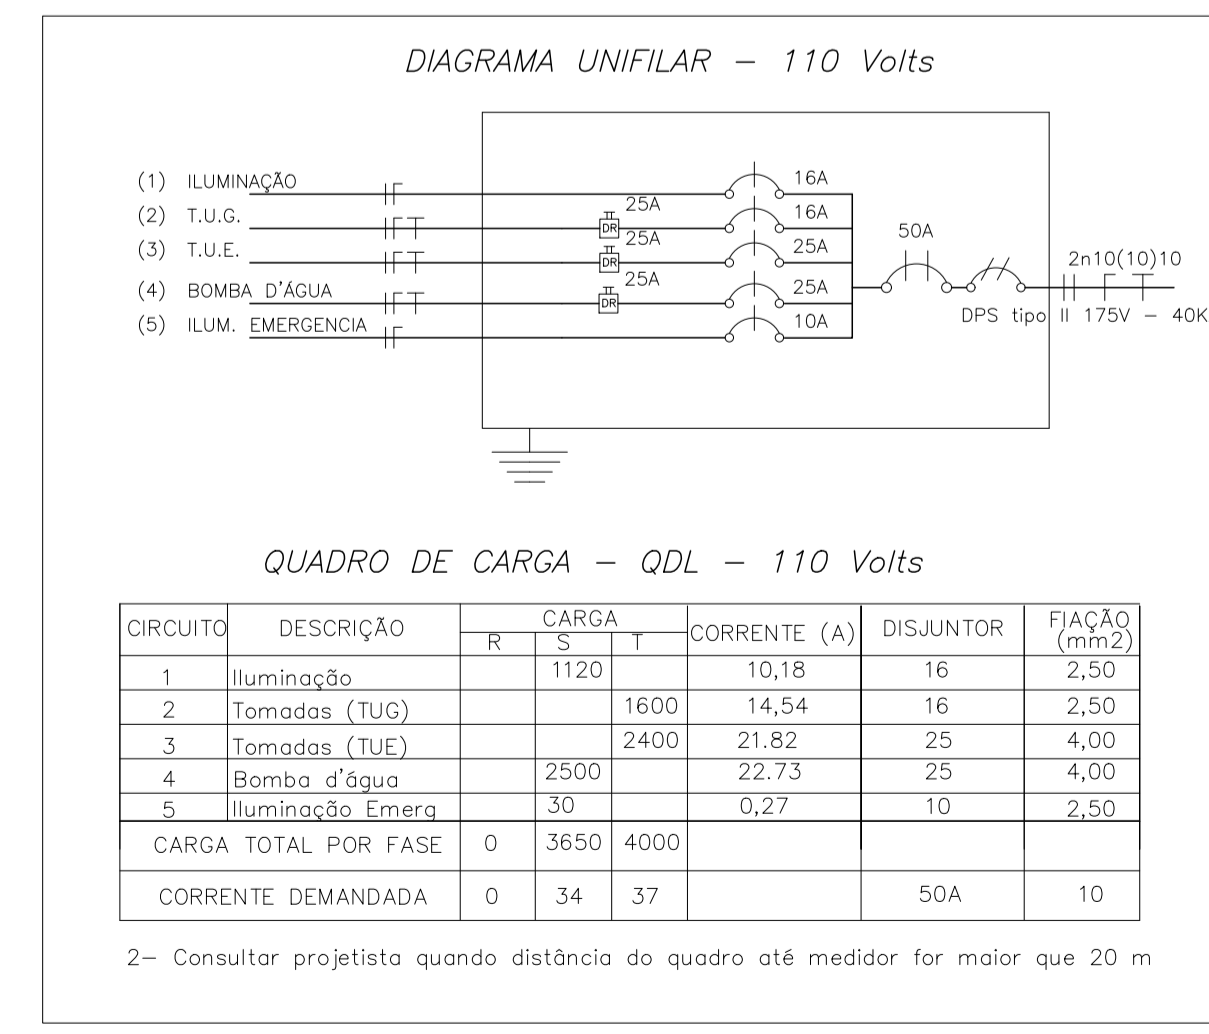 DIAGRAMA UNIFILAR – 110 Volts
(1) ILUMINAÇÃO 16A
(2) T.U.G. DR 25A 16A
(3) T.U.E. DR 25A 25A
(4) BOMBA D'ÁGUA DR 25A 25A
(5) ILUM. EMERGENCIA 10A
50A
2n10(10)10
DPS tipo II 175V – 40K
QUADRO DE CARGA – QDL – 110 Volts
CIRCUITO DESCRIÇÃO CARGA CORRENTE (A) DISJUNTOR FIAÇÃO (mm2)
R S T
1 Iluminação 1120 10,18 16 2,50
2 Tomadas (TUG) 1600 14,54 16 2,50
3 Tomadas (TUE) 2400 21.82 25 4,00
4 Bomba d'água 2500 22.73 25 4,00
5 Iluminação Emerg 30 0,27 10 2,50
CARGA TOTAL POR FASE 0 3650 4000
CORRENTE DEMANDADA 0 34 37 50A 10
2– Consultar projetista quando distância do quadro até medidor for maior que 20 m